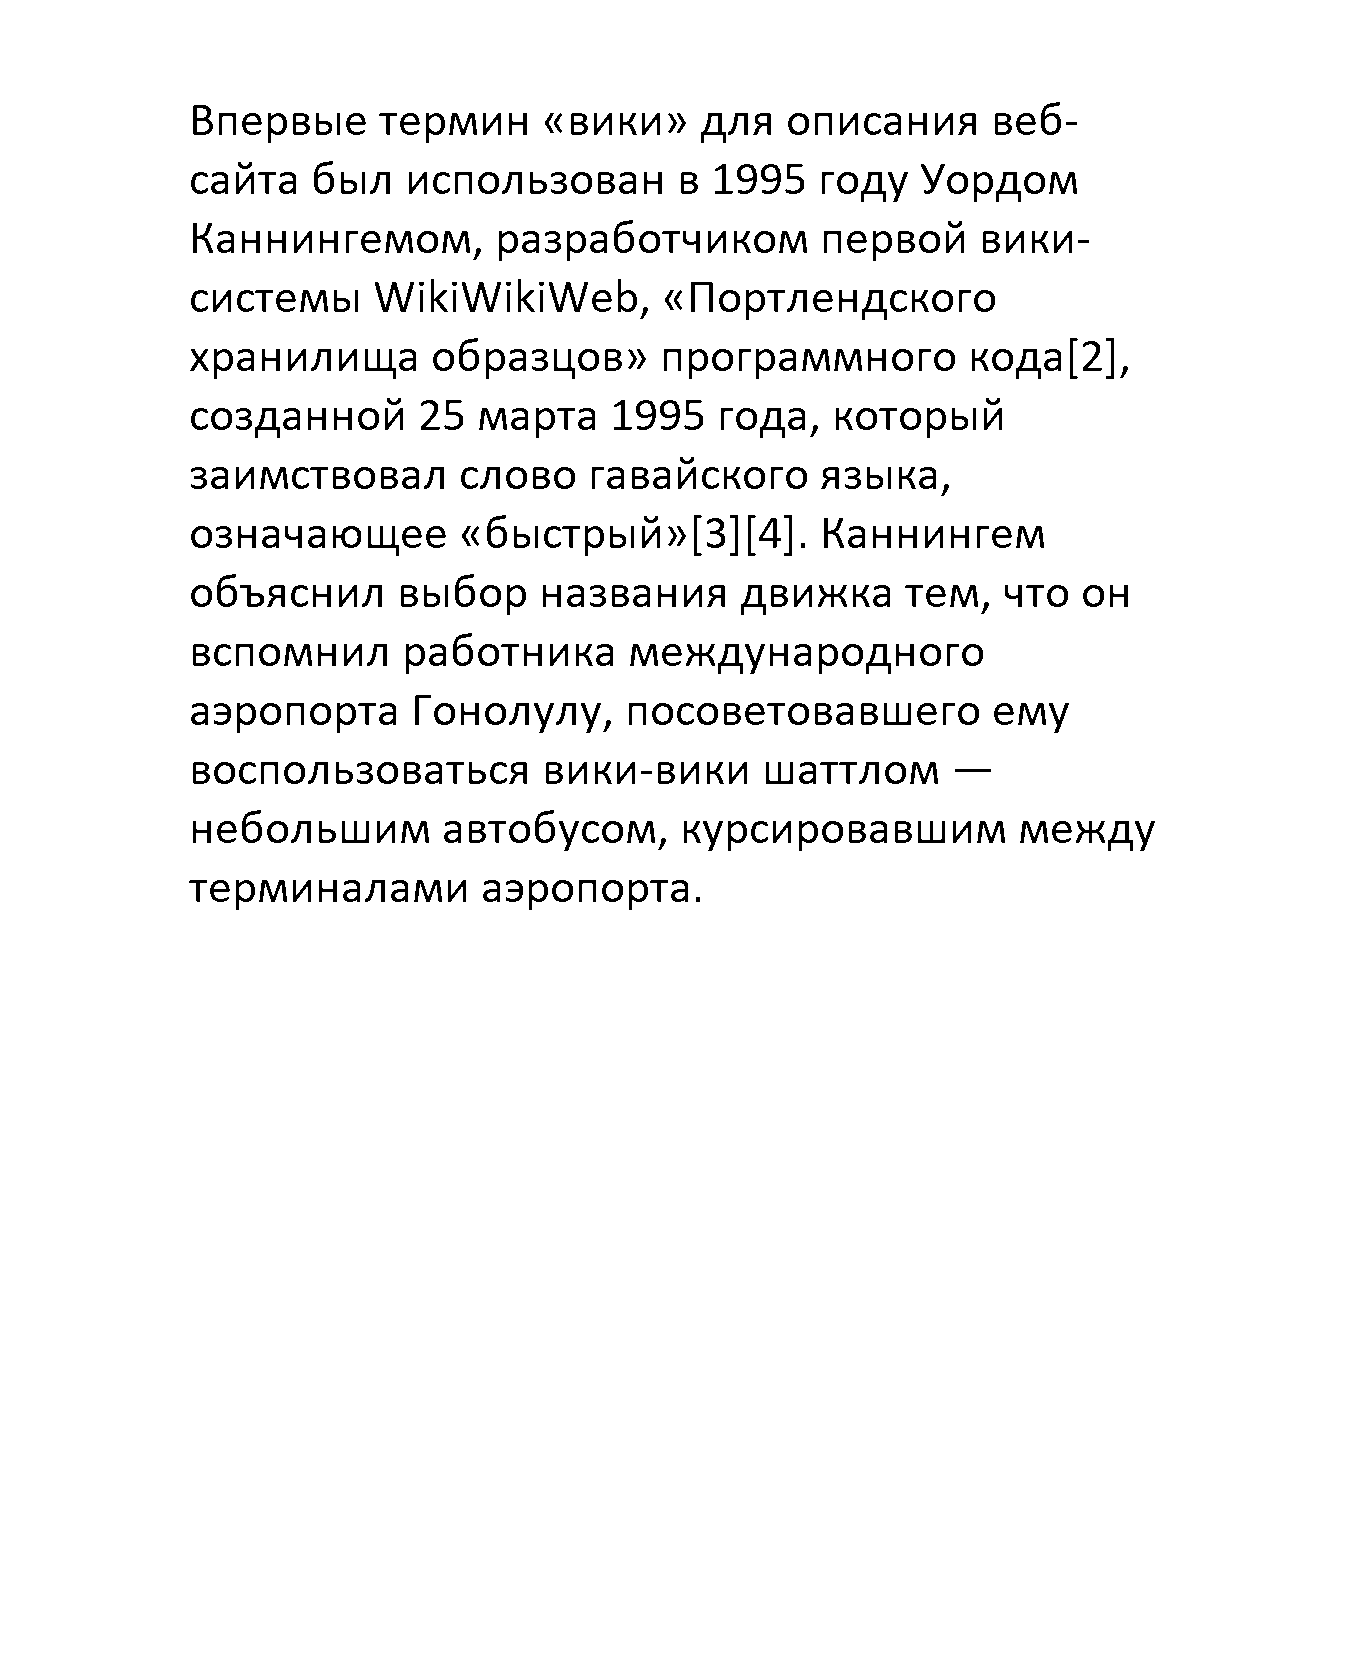 Впервые термин «вики» для описания веб-
сайта был использован в 1995 году Уордом
Каннингемом, разработчиком первой вики-
системы WikiWikiWeb, «Портлендского
хранилища образцов» программного кода[2],
созданной 25 марта 1995 года, который
заимствовал слово гавайского языка,
означающее «быстрый»[3][4]. Каннингем
объяснил выбор названия движка тем, что он
вспомнил работника международного
аэропорта Гонолулу, посоветовавшего ему
воспользоваться вики-вики шаттлом —
небольшим автобусом, курсировавшим между
терминалами аэропорта.